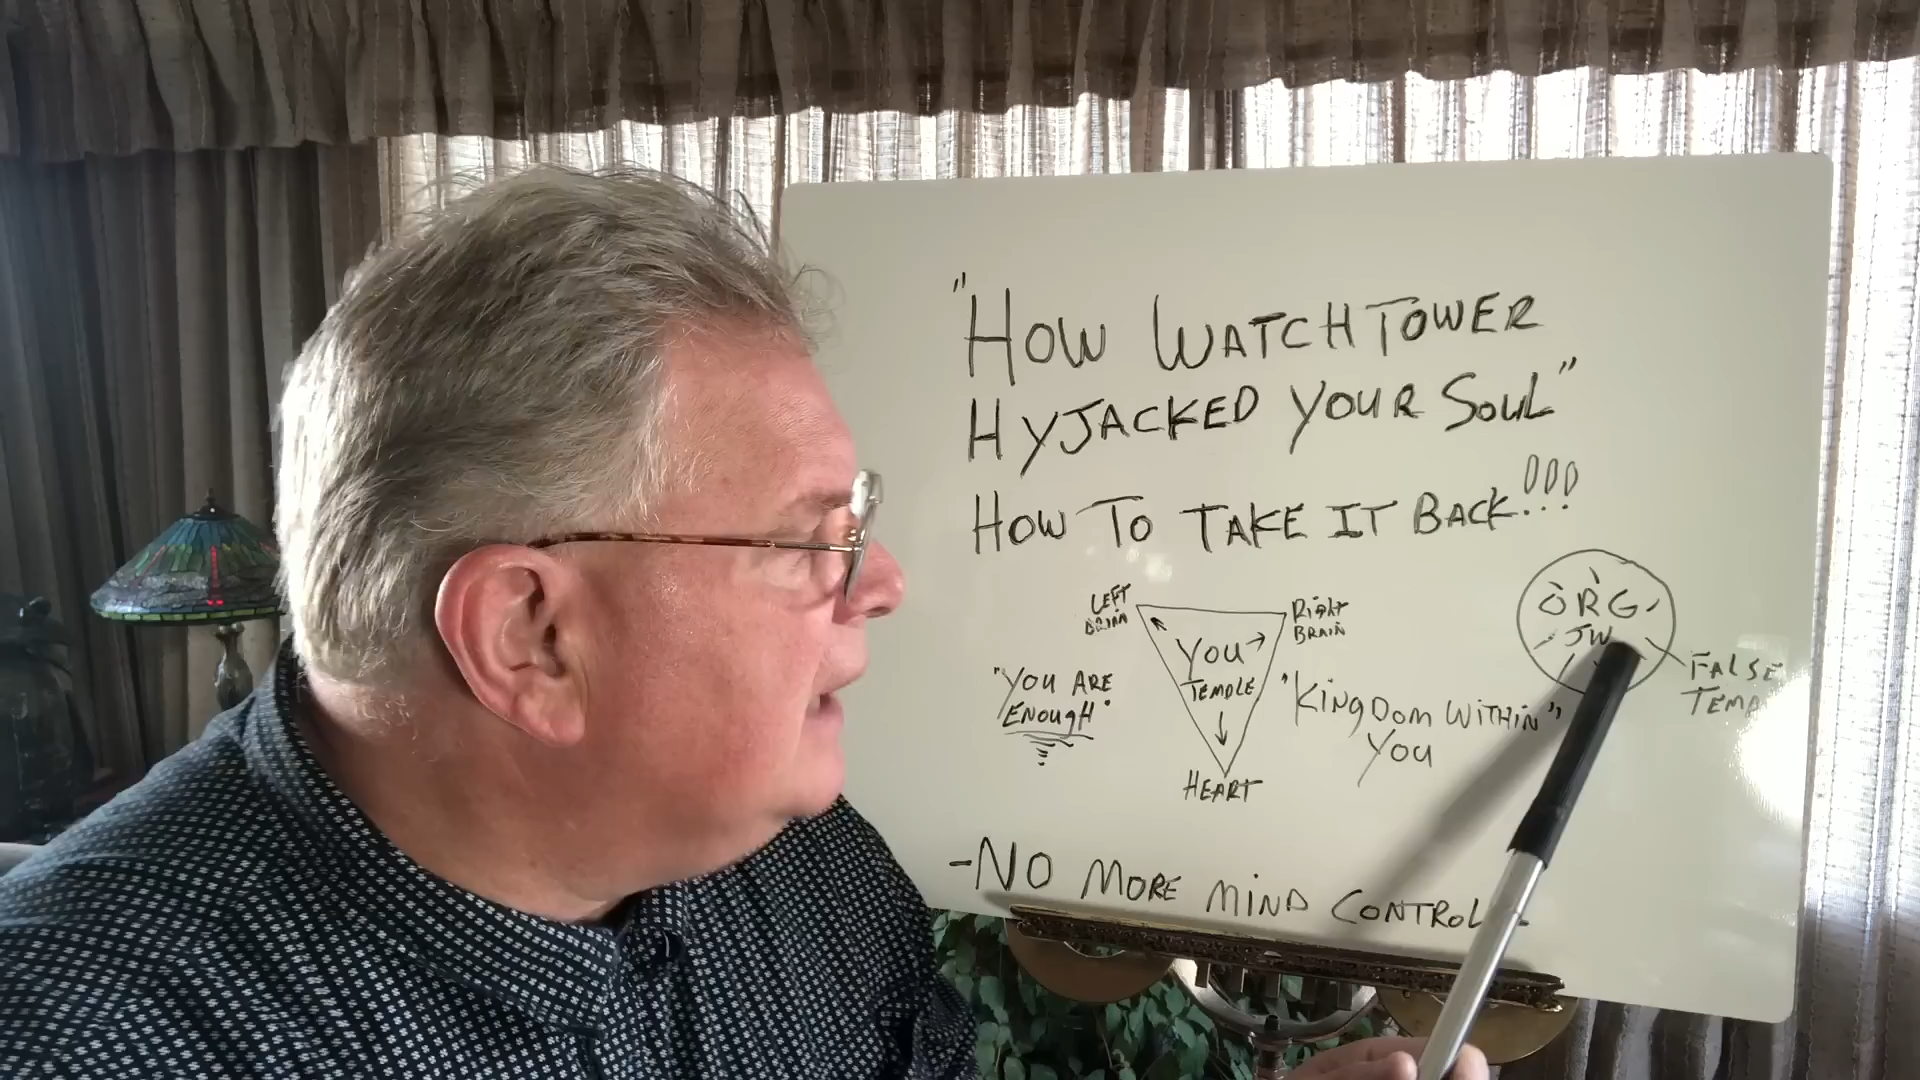 "HOW WATCHTOWER
HYJACKED YOUR SOUL"
HOW TO TAKE IT BACK!!!
LEFT
BRAIN
Right
BRAIN
YOU
TEMPLE
HEART
"YOU ARE
ENOUGH"
"KINGDOM WITHIN"
YOU
ORG
JW
FALSE
TEMP
-NO MORE MIND CONTROL